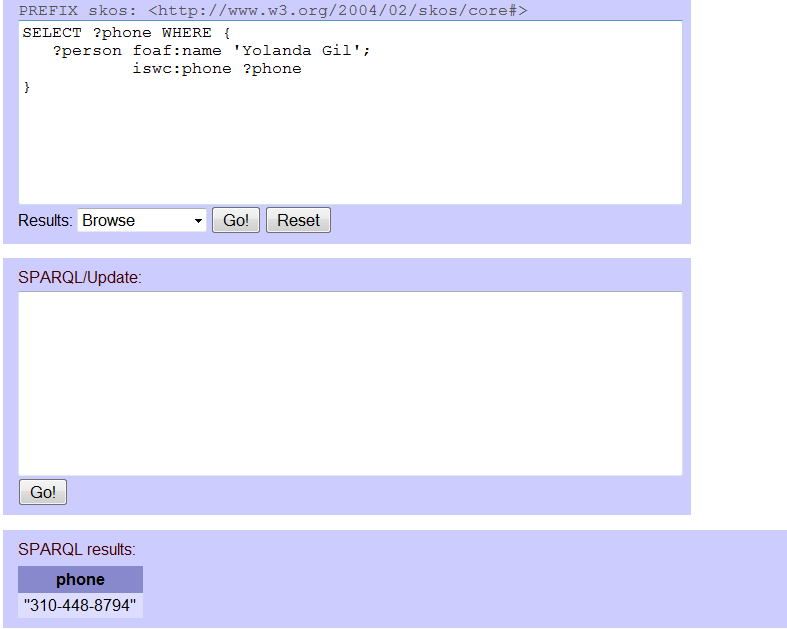 PREFIX skos: <http://www.w3.org/2004/02/skos/core#>
SELECT ?phone WHERE {
?person foaf:name 'Yolanda Gil';
iswc:phone ?phone
}
Results: Browse Go! Reset
SPARQL/Update:
Go!
SPARQL results:
phone
"310-448-8794"